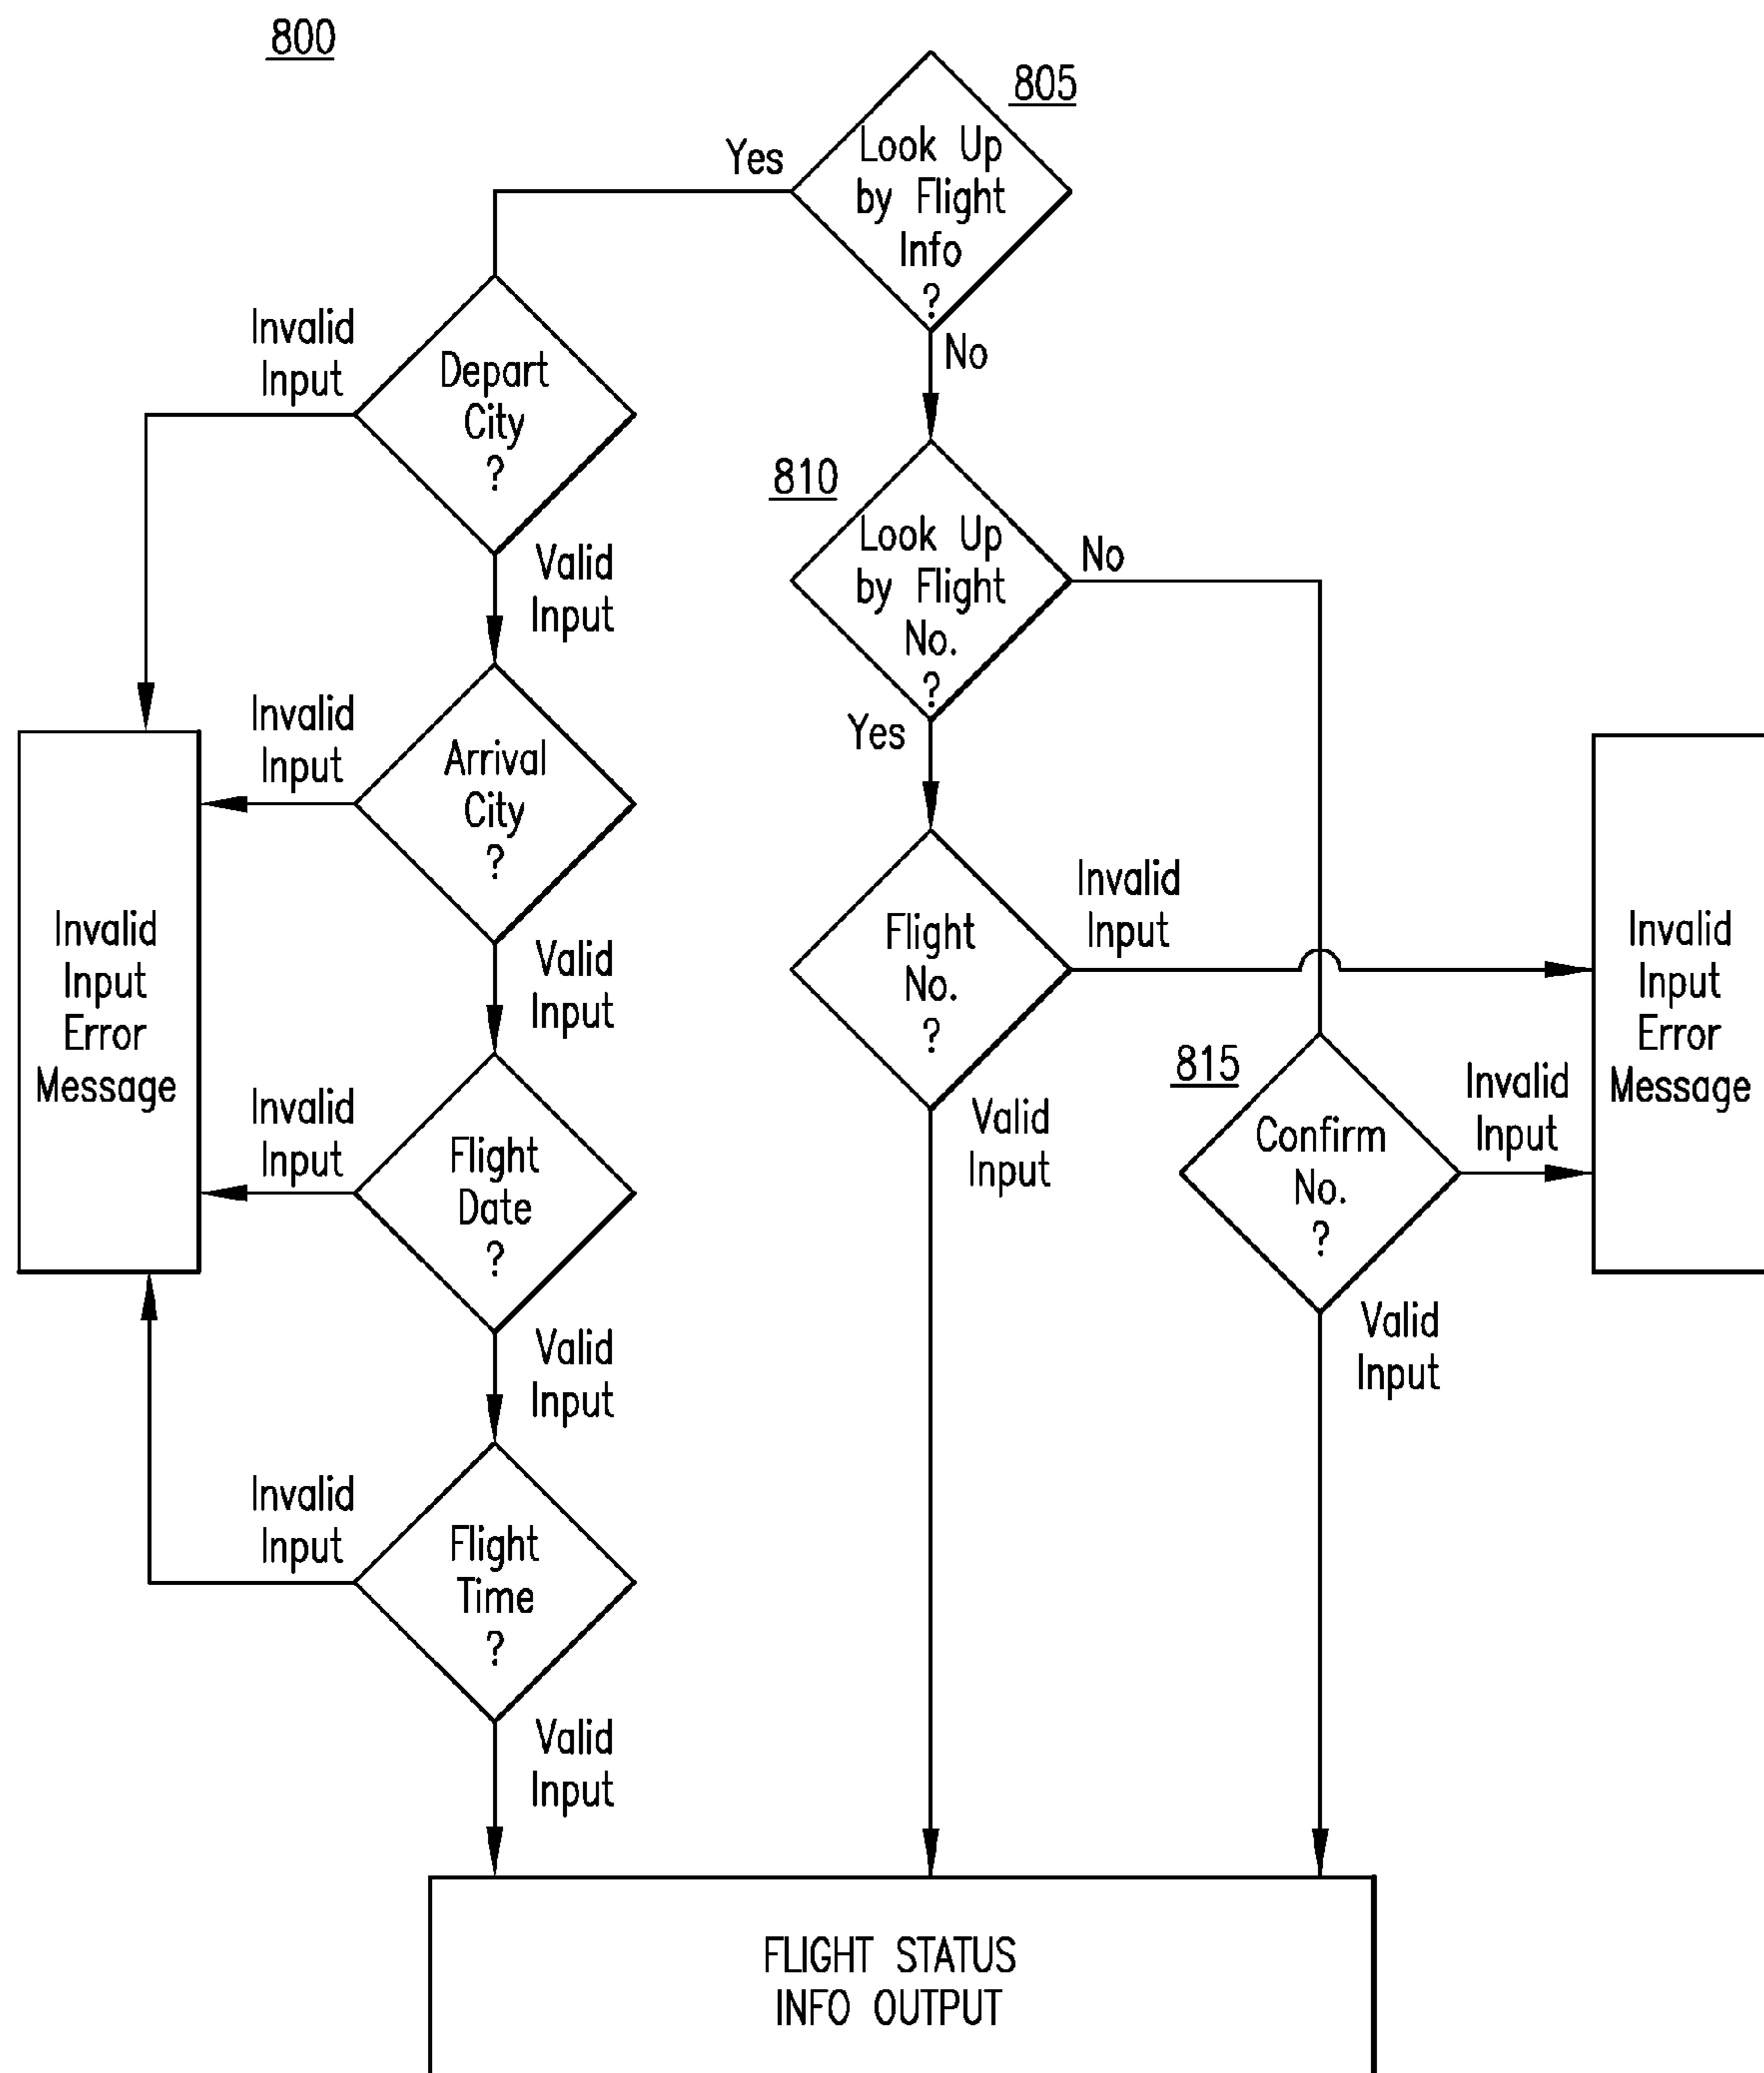 800
805
Look Up
by Flight
Info
?
Yes
No
Depart
City
?
Invalid
Input
Valid
Input
810
Look Up
by Flight
No.
?
No
Yes
Arrival
City
?
Invalid
Input
Valid
Input
Invalid
Input
Error
Message
Flight
No.
?
Invalid
Input
Valid
Input
Invalid
Input
Error
Message
815
Confirm
No.
?
Invalid
Input
Valid
Input
Flight
Date
?
Invalid
Input
Valid
Input
Flight
Time
?
Invalid
Input
Valid
Input
FLIGHT STATUS
INFO OUTPUT